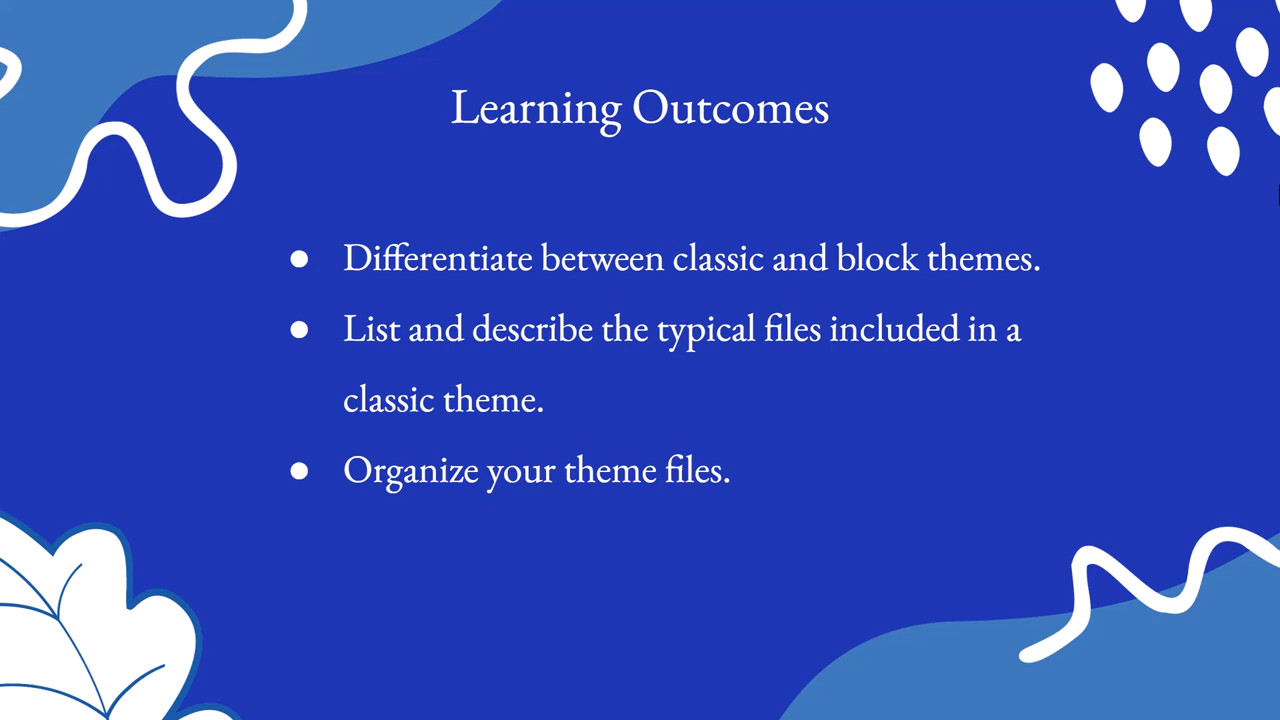 Learning Outcomes
● Differentiate between classic and block themes.
● List and describe the typical files included in a
classic theme.
● Organize your theme files.